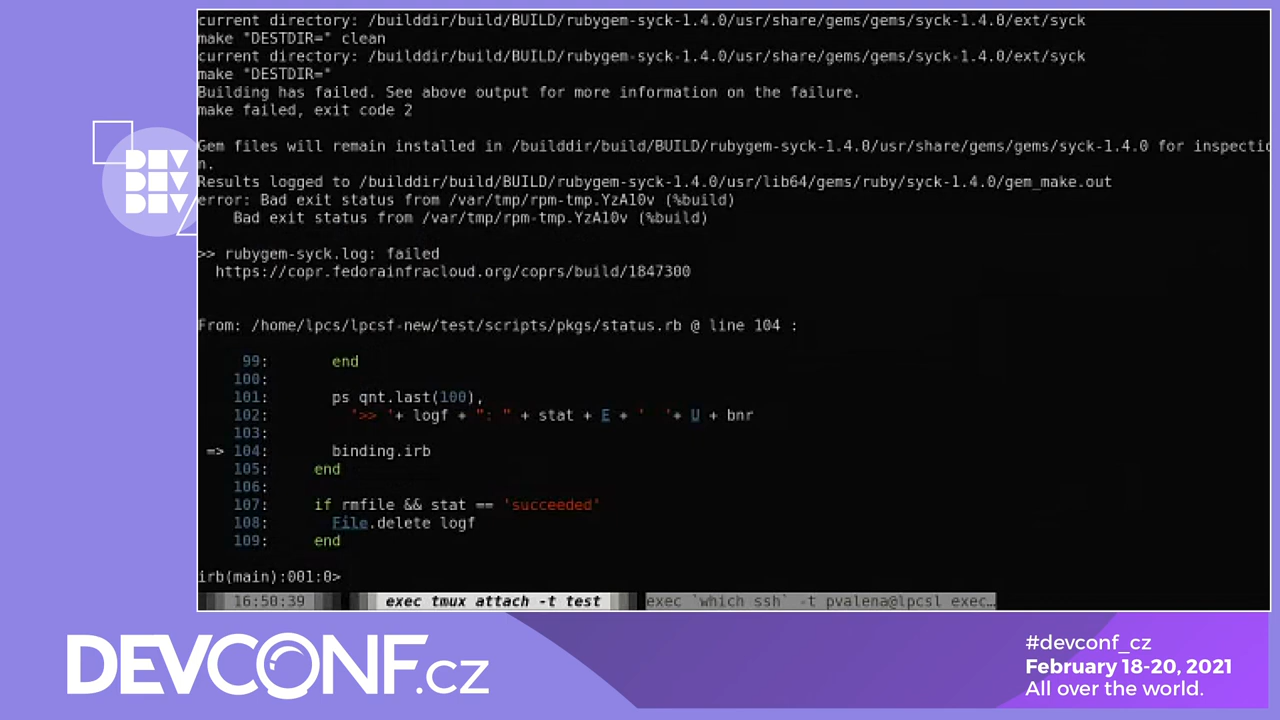 current directory: /builddir/build/BUILD/rubygem-syck-1.4.0/usr/share/gems/gems/syck-1.4.0/ext/syck
make "DESTDIR=" clean
current directory: /builddir/build/BUILD/rubygem-syck-1.4.0/usr/share/gems/gems/syck-1.4.0/ext/syck
make "DESTDIR="
Building has failed. See above output for more information on the failure.
make failed, exit code 2
Gem files will remain installed in /builddir/build/BUILD/rubygem-syck-1.4.0/usr/share/gems/gems/syck-1.4.0 for inspectio
n.
DEV
DEV
DEV
Results logged to /builddir/build/BUILD/rubygem-syck-1.4.0/usr/lib64/gems/ruby/syck-1.4.0/gem_make.out
error: Bad exit status from /var/tmp/rpm-tmp.YzA10v (%build)
Bad exit status from /var/tmp/rpm-tmp.YzA10v (%build)
>> rubygem-syck.log: failed
https://copr.fedorainfracloud.org/coprs/build/1847300
From: /home/lpcs/lpcsf-new/test/scripts/pkgs/status.rb @ line 104 :
99: end
100:
101: ps qnt.last(100),
102: '>> '+ logf + ": " + stat + E + '  '+ U + bnr
103:
=> 104: binding.irb
105: end
106:
107: if rmfile && stat == 'succeeded'
108: File.delete logf
109: end
irb(main):001:0>
16:50:39 exec tmux attach -t test exec `which ssh` -t pvalena@lpcsl exec…
DEVCONF.cz
#devconf_cz
February 18-20, 2021
All over the world.